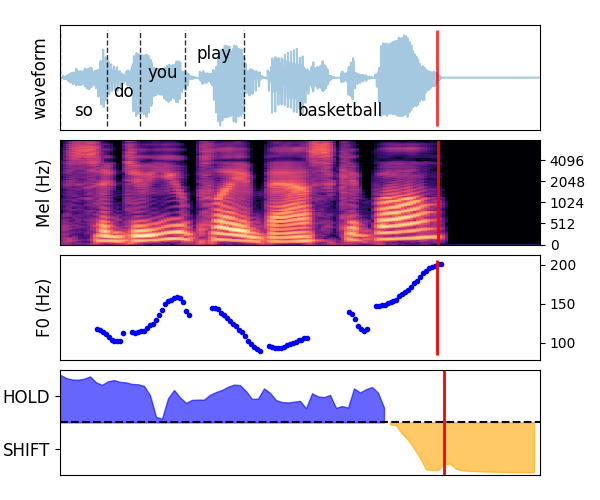 waveform
so
do
you
play
basketball
Mel (Hz)
4096
2048
1024
512
0
F0 (Hz)
200
150
100
HOLD
SHIFT